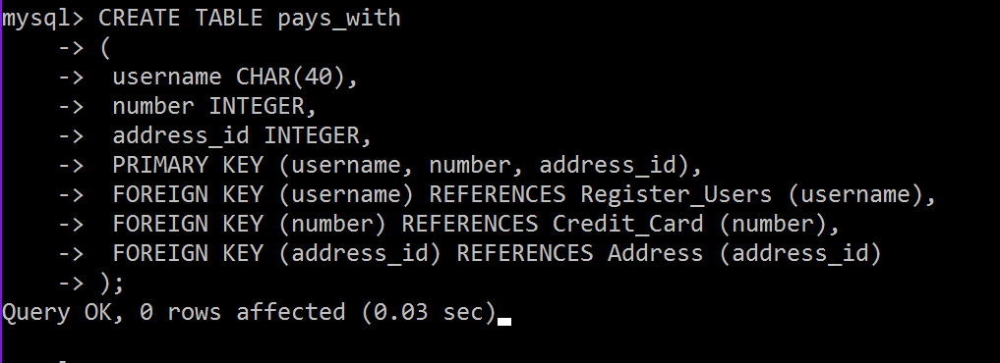 mysql> CREATE TABLE pays_with
    -> (
    ->  username CHAR(40),
    ->  number INTEGER,
    ->  address_id INTEGER,
    ->  PRIMARY KEY (username, number, address_id),
    ->  FOREIGN KEY (username) REFERENCES Register_Users (username),
    ->  FOREIGN KEY (number) REFERENCES Credit_Card (number),
    ->  FOREIGN KEY (address_id) REFERENCES Address (address_id)
    -> );
Query OK, 0 rows affected (0.03 sec)